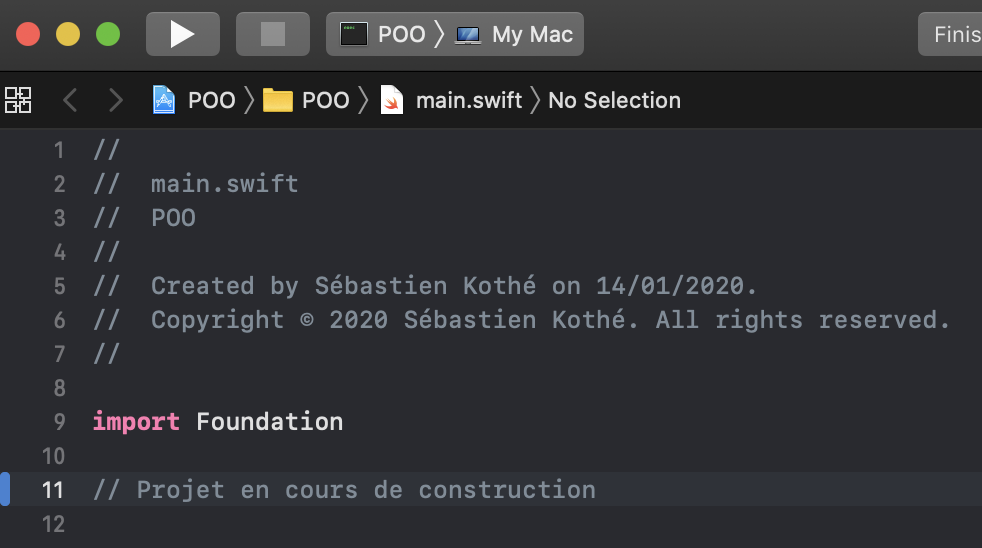 POO 〉 My Mac
Finis
POO 〉 POO 〉 main.swift 〉 No Selection
1 //
2 //  main.swift
3 //  POO
4 //
5 //  Created by Sébastien Kothé on 14/01/2020.
6 //  Copyright © 2020 Sébastien Kothé. All rights reserved.
7 //
8
9 import Foundation
10
11 // Projet en cours de construction
12